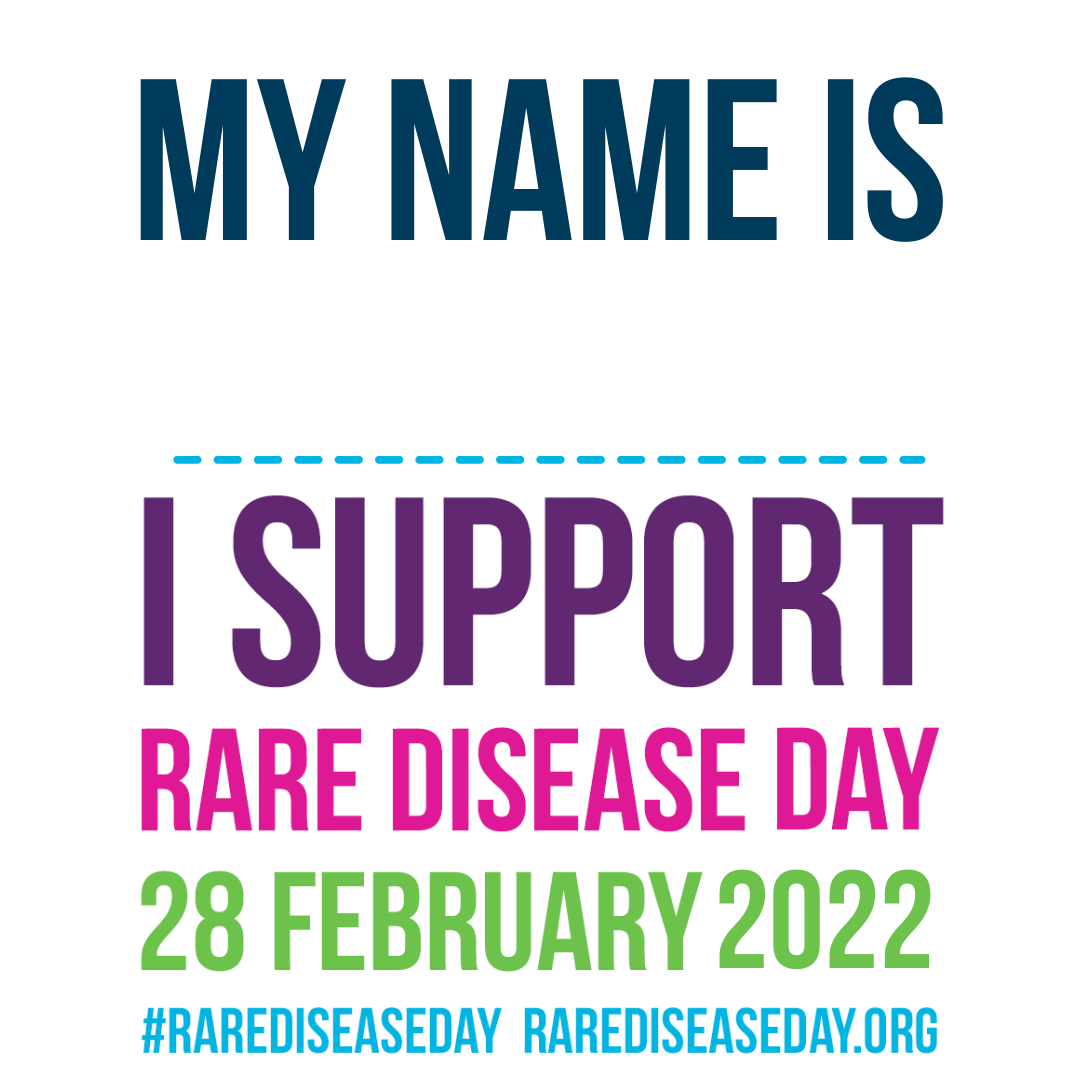 MY NAME IS
I SUPPORT
RARE DISEASE DAY
28 FEBRUARY 2022
#RAREDISEASEDAY RAREDISEASEDAY.ORG